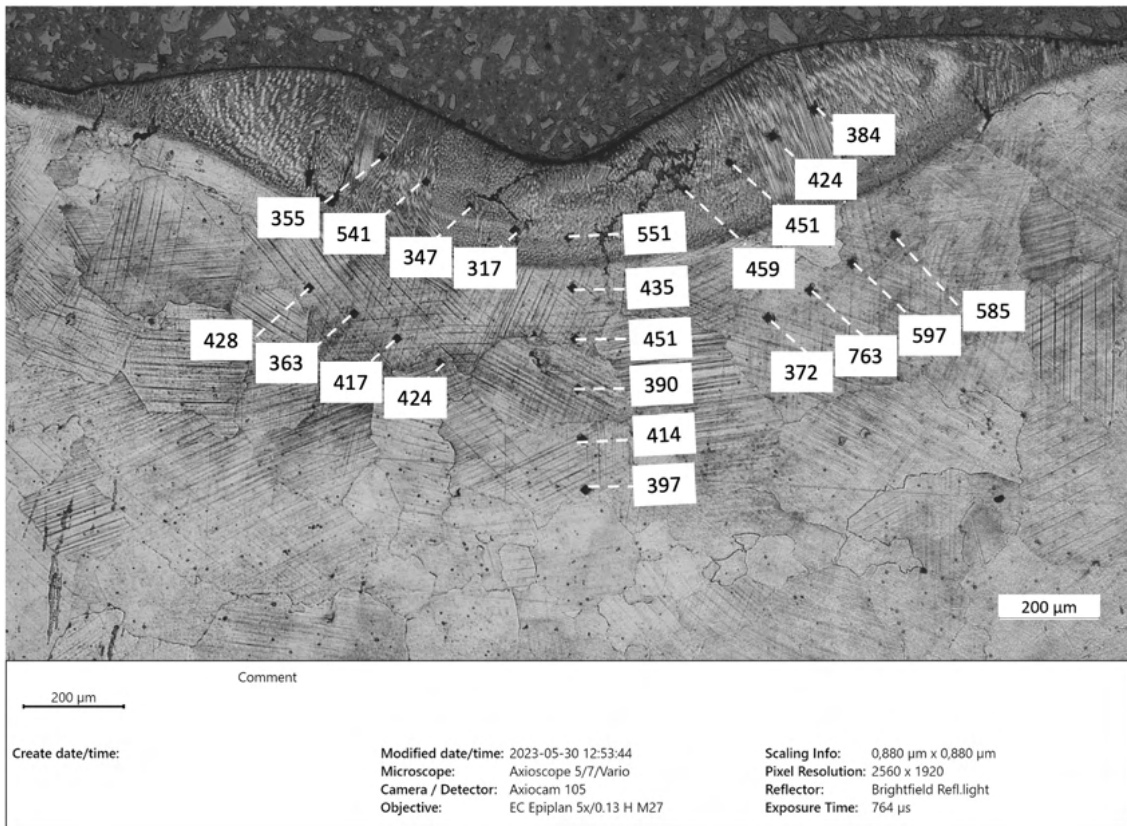 384
424
451
459
355
541
347
317
551
435
451
390
414
397
428
363
417
424
372
763
597
585
200 µm
Comment
200 µm
Create date/time:
Modified date/time: 2023-05-30 12:53:44
Microscope: Axioscope 5/7/Vario
Camera / Detector: Axiocam 105
Objective: EC Epiplan 5x/0.13 H M27
Scaling Info: 0,880 µm x 0,880 µm
Pixel Resolution: 2560 x 1920
Reflector: Brightfield Refl.light
Exposure Time: 764 µs